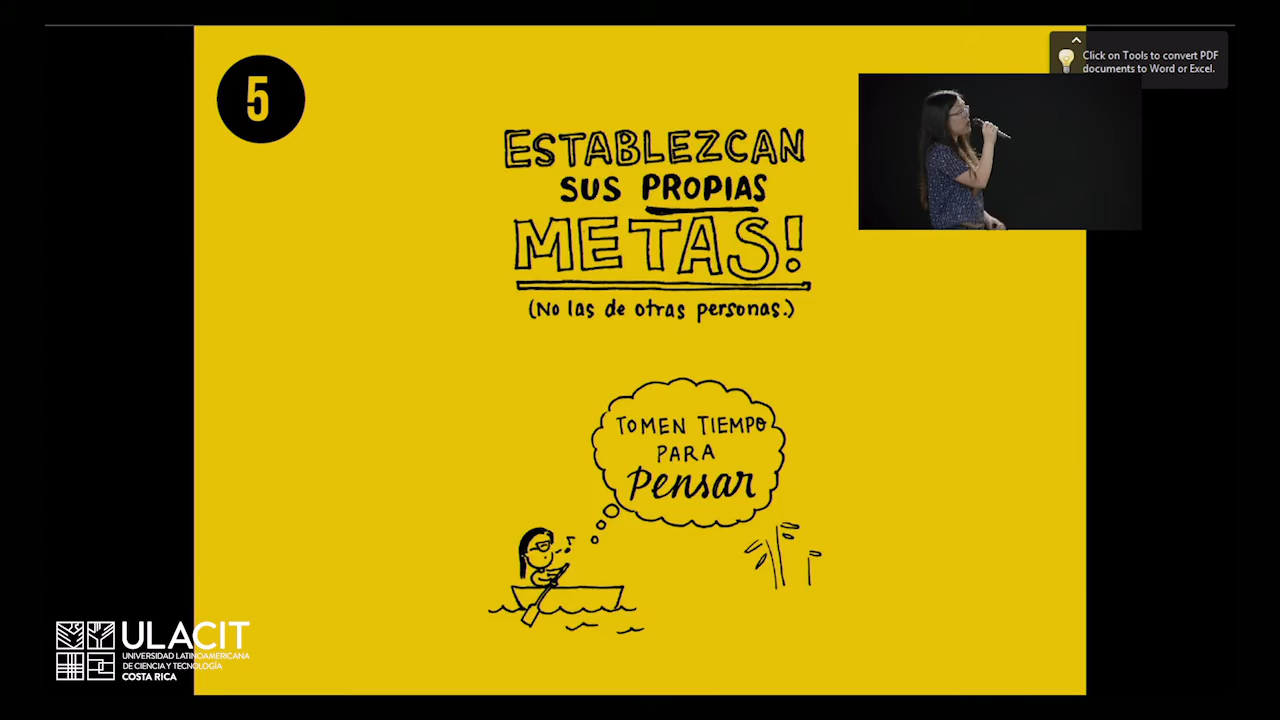 5
Click on Tools to convert PDF
documents to Word or Excel.
ESTABLEZCAN
SUS PROPIAS
METAS!
(No las de otras personas.)
TOMEN TIEMPO
PARA
Pensar
ULACIT
UNIVERSIDAD LATINOAMERICANA
DE CIENCIA Y TECNOLOGÍA
COSTA RICA